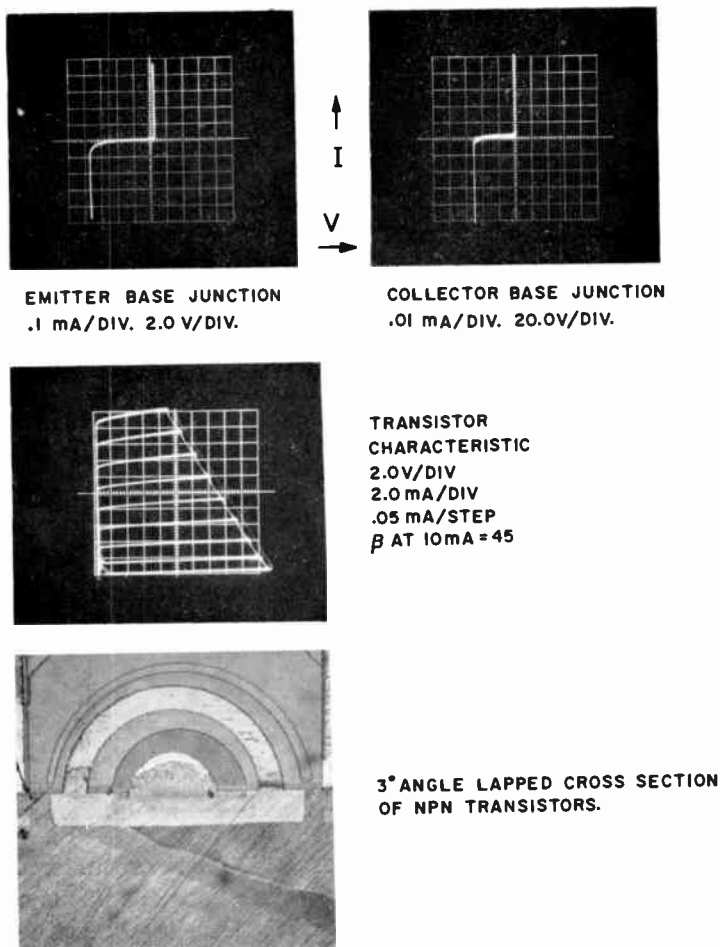 I
V
EMITTER BASE JUNCTION
.1 mA/DIV. 2.0 V/DIV.
COLLECTOR BASE JUNCTION
.01 mA/DIV. 20.0V/DIV.
TRANSISTOR
CHARACTERISTIC
2.0V/DIV
2.0 mA/DIV
.05 mA/STEP
β AT 10mA = 45
3° ANGLE LAPPED CROSS SECTION
OF NPN TRANSISTORS.